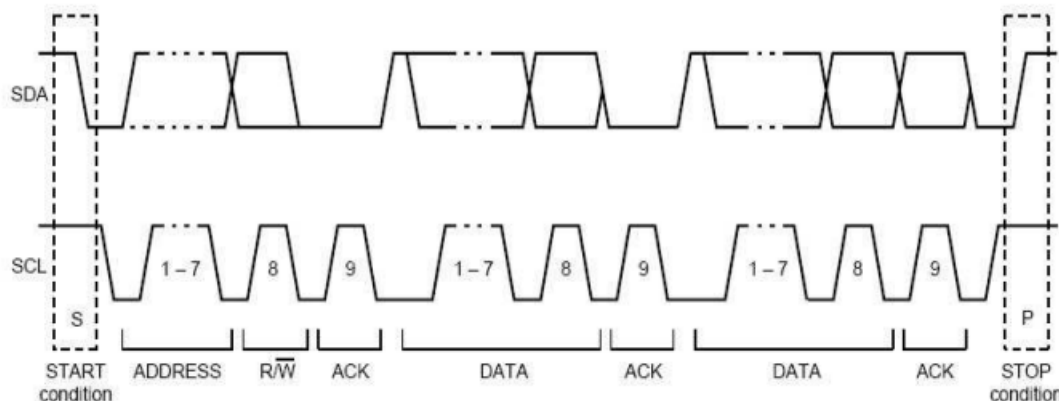 SDA
SCL
1 – 7 8 9 1 – 7 8 9 1 – 7 8 9
S P
START condition ADDRESS R/W̅ ACK DATA ACK DATA ACK STOP condition